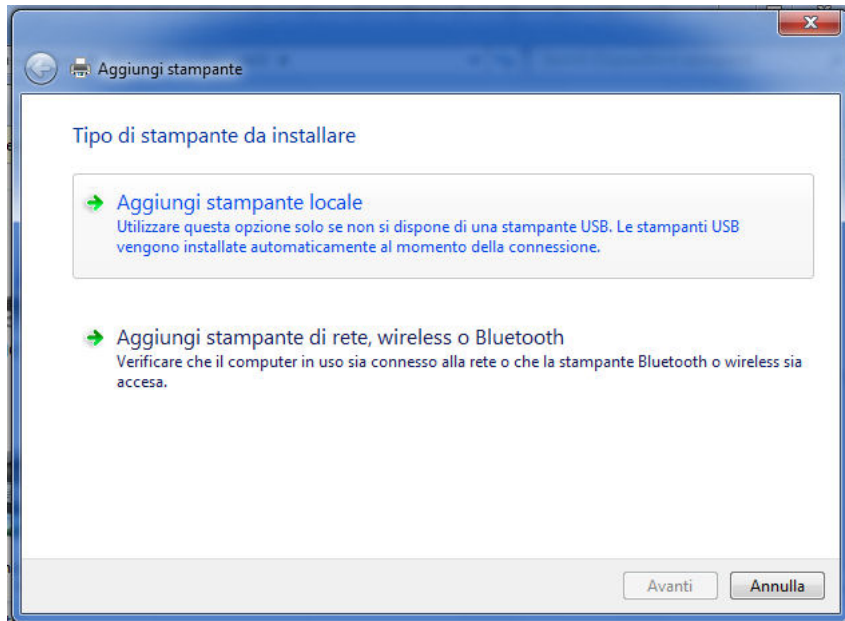 Aggiungi stampante
Tipo di stampante da installare
Aggiungi stampante locale
Utilizzare questa opzione solo se non si dispone di una stampante USB. Le stampanti USB
vengono installate automaticamente al momento della connessione.
Aggiungi stampante di rete, wireless o Bluetooth
Verificare che il computer in uso sia connesso alla rete o che la stampante Bluetooth o wireless sia
accesa.
Avanti
Annulla